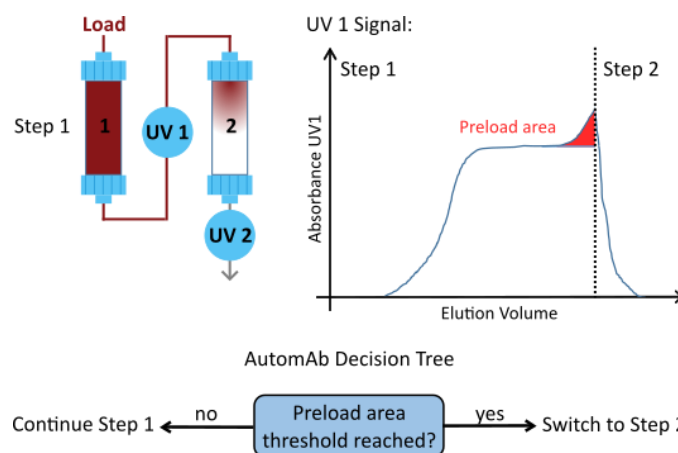 Load
UV 1 Signal:
Step 1
Step 2
Step 1
1
UV 1
2
UV 2
Preload area
Absorbance UV1
Elution Volume
AutomAb Decision Tree
Continue Step 1
no
Preload area
threshold reached?
yes
Switch to Step 2